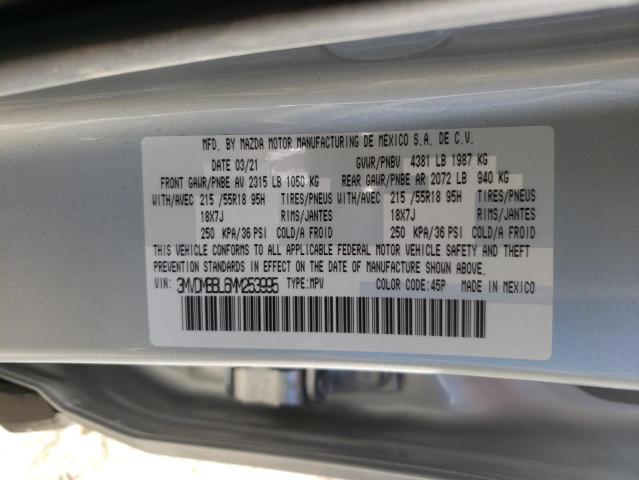 MFD. BY MAZDA MOTOR MANUFACTURING DE MEXICO S.A. DE C.V.
DATE 03/21 GVWR/PNBV 4381 LB 1987 KG
FRONT GAWR/PNBE AV 2315 LB 1050 KG REAR GAWR/PNBE AR 2072 LB 940 KG
WITH/AVEC 215 /55R18 95H TIRES/PNEUS WITH/AVEC 215 /55R18 95H TIRES/PNEUS
18X7J RIMS/JANTES 18X7J RIMS/JANTES
250 KPA/36 PSI COLD/A FROID 250 KPA/36 PSI COLD/A FROID
THIS VEHICLE CONFORMS TO ALL APPLICABLE FEDERAL MOTOR VEHICLE SAFETY AND THEFT
PREVENTION STANDARDS IN EFFECT ON THE DATE OF MANUFACTURE SHOWN ABOVE.
VIN: 3MVDMBBL6MM253995 TYPE:MPV COLOR CODE:45P MADE IN MEXICO